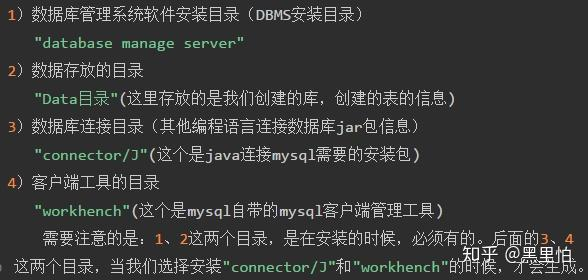 1）数据库管理系统软件安装目录（DBMS安装目录）
"database manage server"
2）数据存放的目录
"Data目录"(这里存放的是我们创建的库，创建的表的信息)
3）数据库连接目录（其他编程语言连接数据库jar包信息）
"connector/J"(这个是java连接mysql需要的安装包)
4）客户端工具的目录
"workhench"(这个是mysql自带的mysql客户端管理工具)
需要注意的是：1、2这两个目录，是在安装的时候，必须有的。后面的3、4
这两个目录，当我们选择安装"connector/J"和"workhench"的时候，才会生成。
知乎 @黑里怕